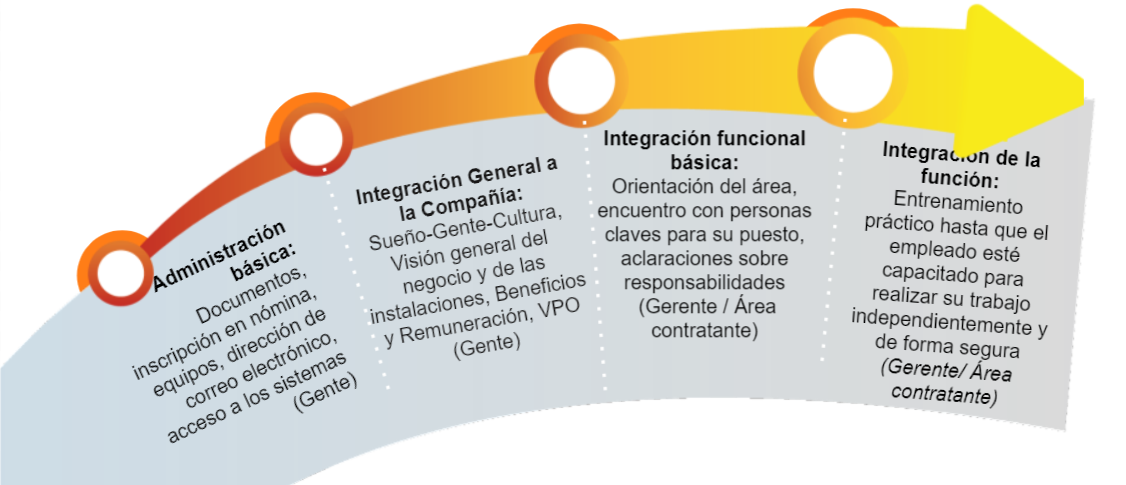 Administración
básica:
Documentos,
inscripción en nómina,
equipos, dirección de
correo electrónico,
acceso a los sistemas
(Gente)
Integración General a
la Compañía:
Sueño-Gente-Cultura,
Visión general del
negocio y de las
instalaciones, Beneficios
y Remuneración, VPO
(Gente)
Integración funcional
básica:
Orientación del área,
encuentro con personas
claves para su puesto,
aclaraciones sobre
responsabilidades
(Gerente / Área
contratante)
Integración de la
función:
Entrenamiento
práctico hasta que el
empleado esté
capacitado para
realizar su trabajo
independientemente y
de forma segura
(Gerente/ Área
contratante)